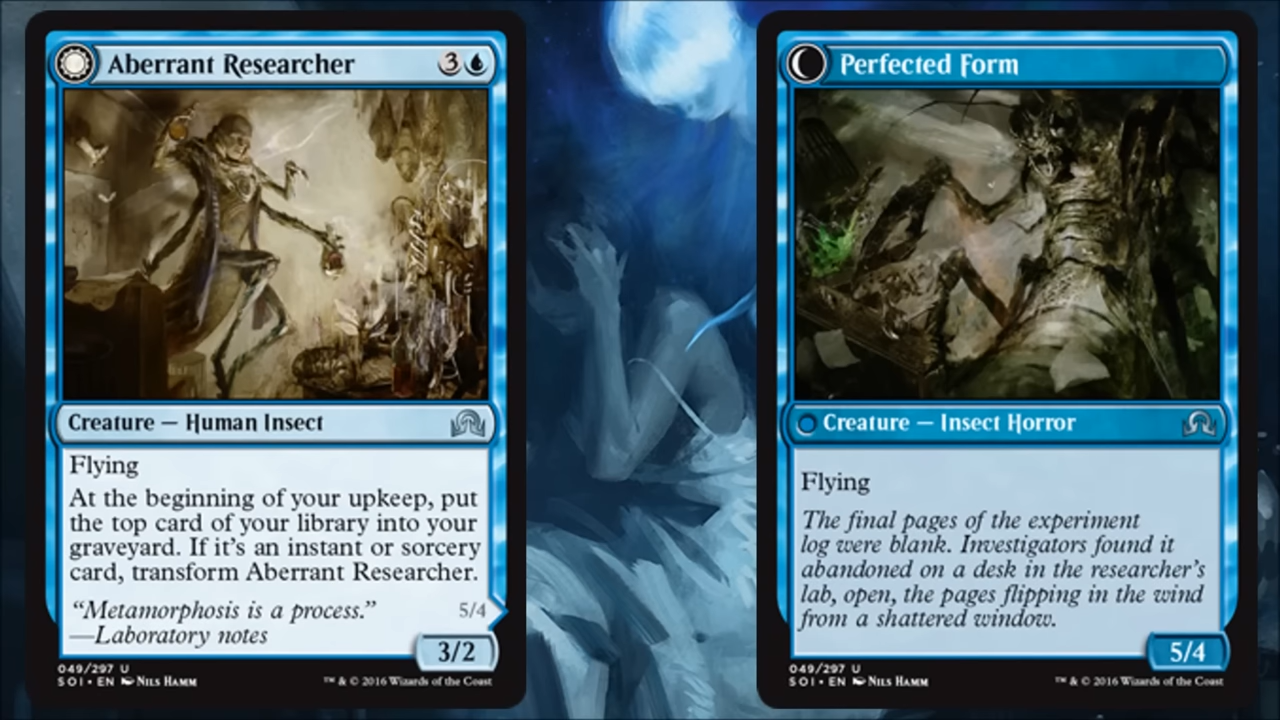 Aberrant Researcher 3
Creature — Human Insect
Flying
At the beginning of your upkeep, put
the top card of your library into your
graveyard. If it's an instant or sorcery
card, transform Aberrant Researcher.
“Metamorphosis is a process.” 5/4
—Laboratory notes
3/2
049/297 U
SOI • EN Nils Hamm ™ & © 2016 Wizards of the Coast
Perfected Form
Creature — Insect Horror
Flying
The final pages of the experiment
log were blank. Investigators found it
abandoned on a desk in the researcher's
lab, open, the pages flipping in the wind
from a shattered window.
5/4
049/297 U
SOI • EN Nils Hamm ™ & © 2016 Wizards of the Coast